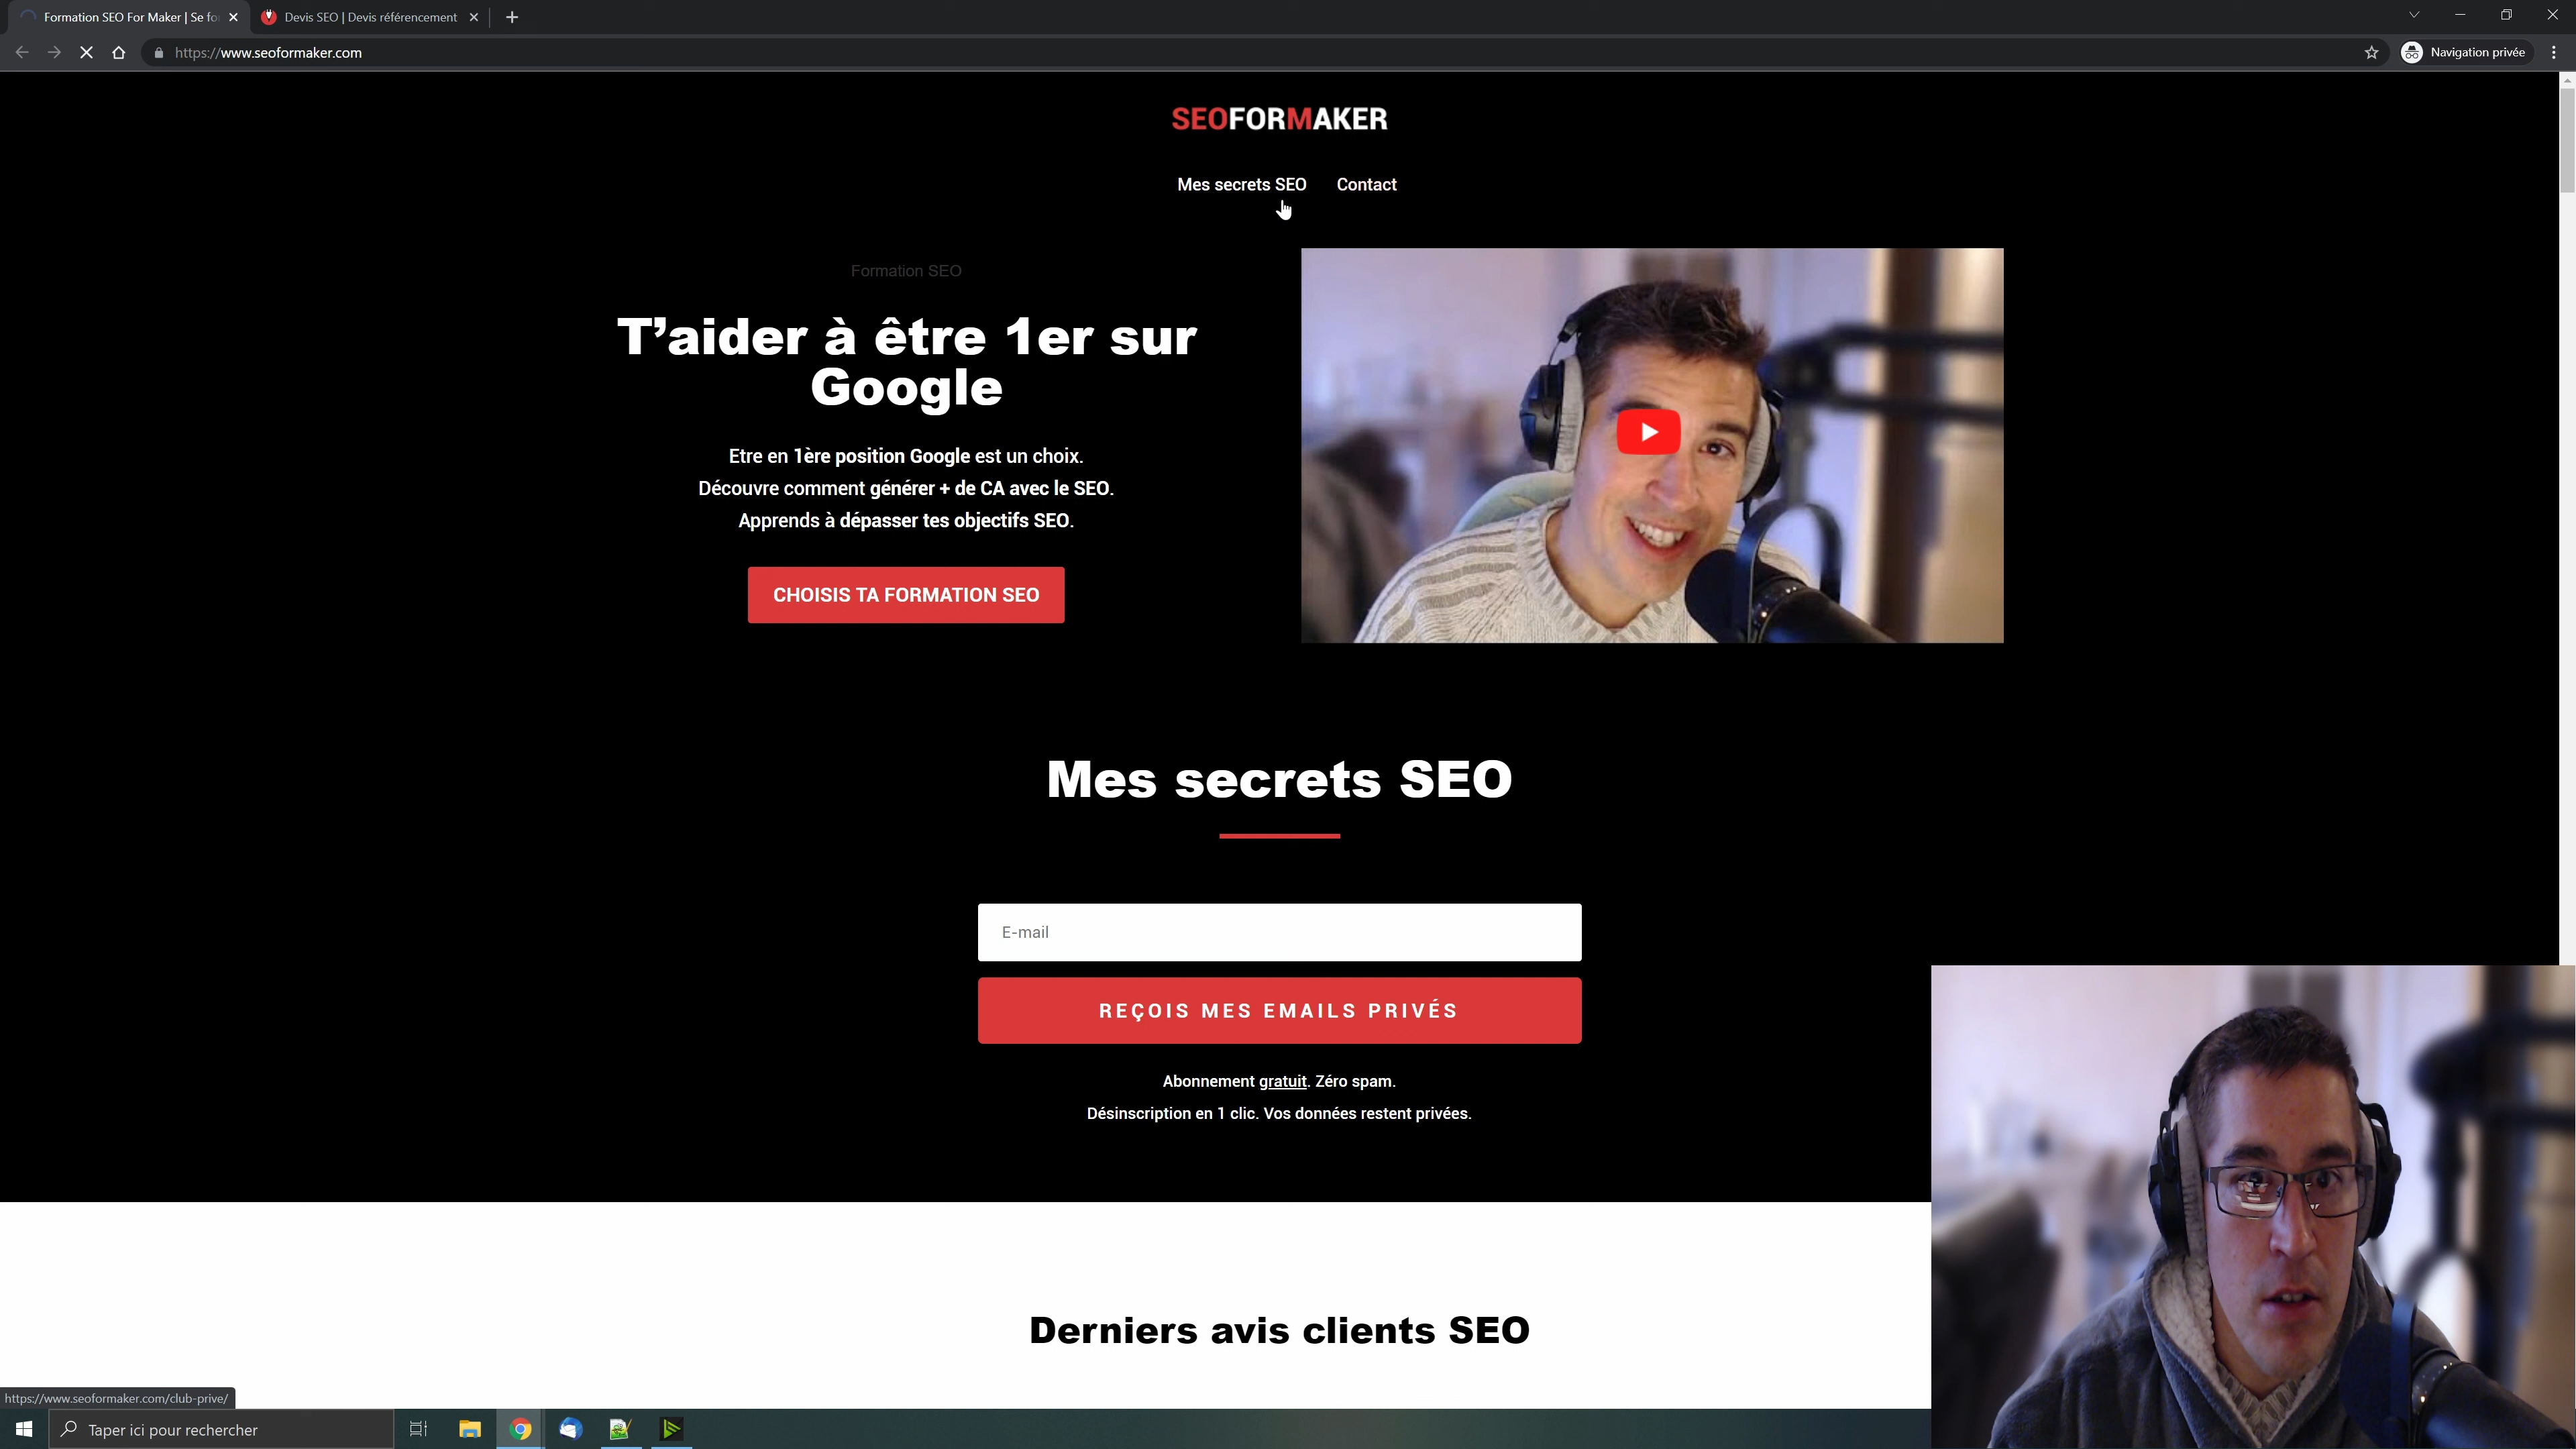 Formation SEO For Maker | Se fo
Devis SEO | Devis référencement
https://www.seoformaker.com
Navigation privée
SEOFORMAKER
Mes secrets SEO
Contact
Formation SEO
T’aider à être 1er sur
Google
Etre en 1ère position Google est un choix.
Découvre comment générer + de CA avec le SEO.
Apprends à dépasser tes objectifs SEO.
CHOISIS TA FORMATION SEO
Mes secrets SEO
E-mail
REÇOIS MES EMAILS PRIVÉS
Abonnement gratuit. Zéro spam.
Désinscription en 1 clic. Vos données restent privées.
Derniers avis clients SEO
https://www.seoformaker.com/club-prive/
Taper ici pour rechercher